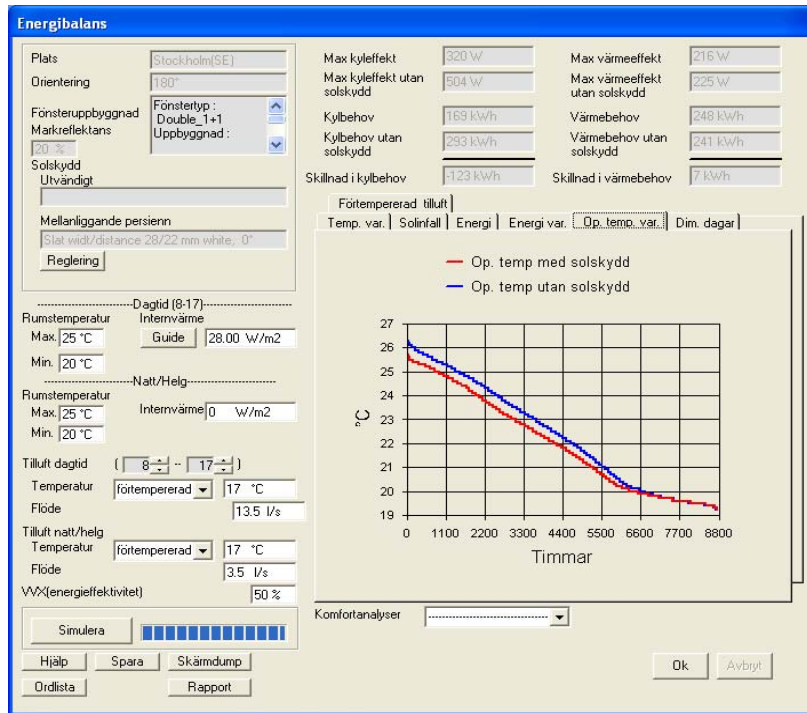 Energibalans
Plats
Stockholm(SE)
Orientering
180°
Fönsteruppbyggnad
Fönstertyp :
Double_1+1
Uppbyggnad :
Markreflektans
20 %
Solskydd
Utvändigt
Mellanliggande persienn
Slat widt/distance 28/22 mm white, 0°
Reglering
Max kyleffekt
320 W
Max värmeeffekt
216 W
Max kyleffekt utan
solskydd
504 W
Max värmeeffekt
utan solskydd
225 W
Kylbehov
169 kWh
Värmebehov
248 kWh
Kylbehov utan
solskydd
293 kWh
Värmebehov utan
solskydd
241 kWh
Skillnad i kylbehov
-123 kWh
Skillnad i värmebehov
7 kWh
Förtempererad tilluft
Temp. var. Solinfall Energi Energi var. Op. temp. var. Dim. dagar
Op. temp med solskydd
Op. temp utan solskydd
27
26
25
24
23
22
21
20
19
°C
0 1100 2200 3300 4400 5500 6600 7700 8800
Timmar
Komfortanalyser
Ok
Avbryt
Dagtid (8-17)
Rumstemperatur
Internvärme
Max. 25 °C
Guide
28.00 W/m2
Min. 20 °C
Natt/Helg
Rumstemperatur
Max. 25 °C
Internvärme 0 W/m2
Min. 20 °C
Tilluft dagtid ( 8 -- 17 )
Temperatur förtempererad 17 °C
Flöde 13.5 l/s
Tilluft natt/helg
Temperatur förtempererad 17 °C
Flöde 3.5 l/s
VVX(energieffektivitet) 50 %
Simulera
Hjälp Spara Skärmdump
Ordlista Rapport